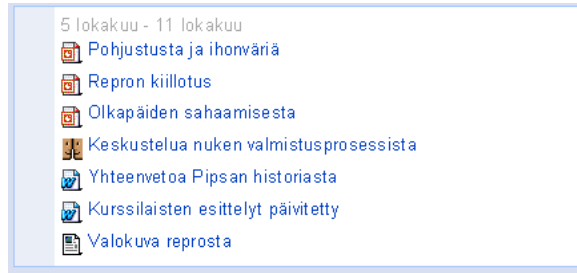 5 lokakuu - 11 lokakuu
Pohjustusta ja ihonväriä
Repron kiillotus
Olkapäiden sahaamisesta
Keskustelua nuken valmistusprosessista
Yhteenvetoa Pipsan historiasta
Kurssilaisten esittelyt päivitetty
Valokuva reprosta